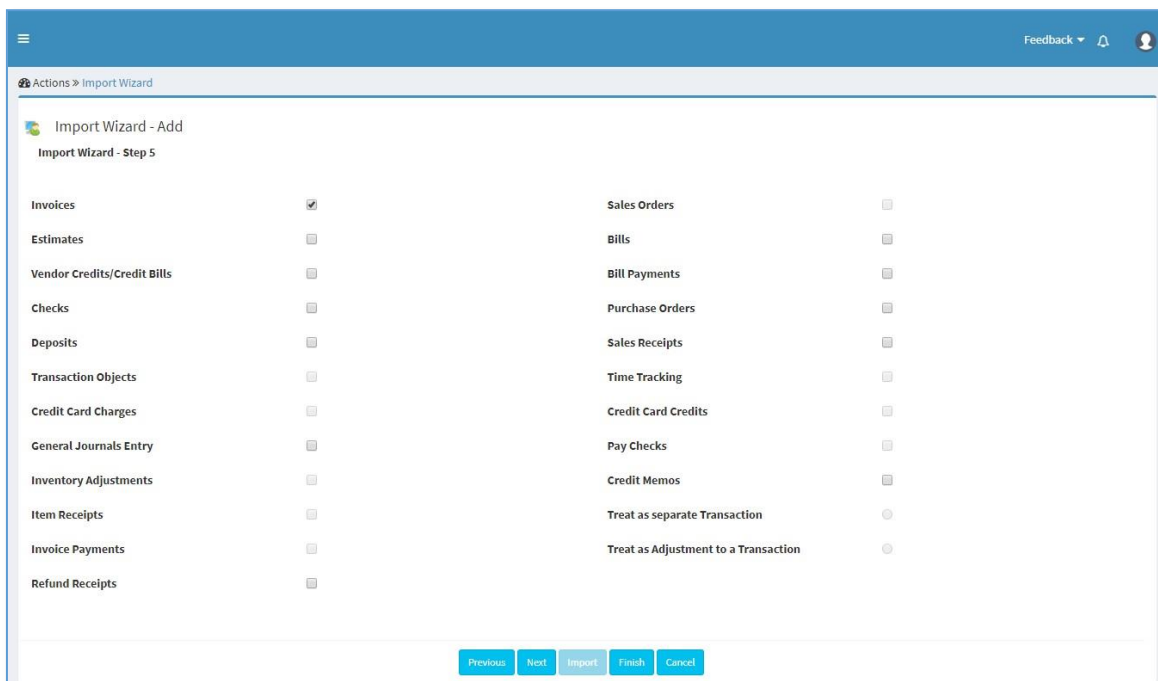 Feedback
Actions » Import Wizard
Import Wizard - Add
Import Wizard - Step 5
Invoices Sales Orders
Estimates Bills
Vendor Credits/Credit Bills Bill Payments
Checks Purchase Orders
Deposits Sales Receipts
Transaction Objects Time Tracking
Credit Card Charges Credit Card Credits
General Journals Entry Pay Checks
Inventory Adjustments Credit Memos
Item Receipts Treat as separate Transaction
Invoice Payments Treat as Adjustment to a Transaction
Refund Receipts
Previous Next Import Finish Cancel